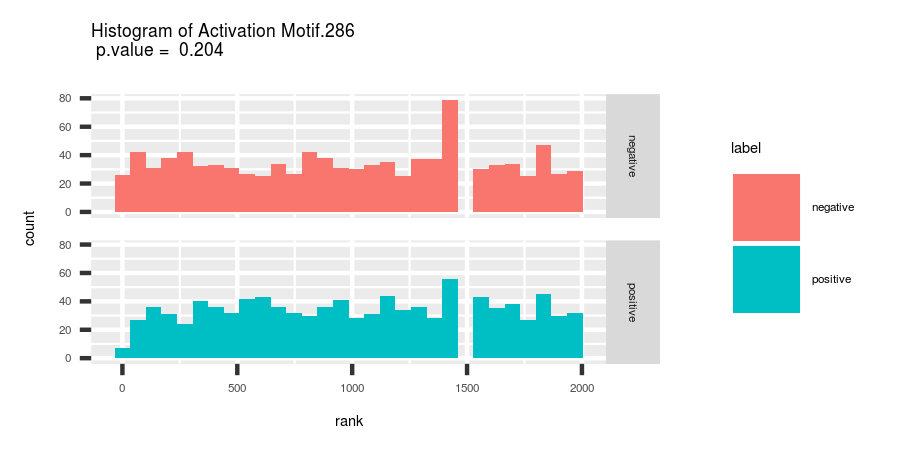 Histogram of Activation Motif.286
p.value =  0.204
count
80
60
40
20
0
negative
80
60
40
20
0
positive
0
500
1000
1500
2000
rank
label
negative
positive